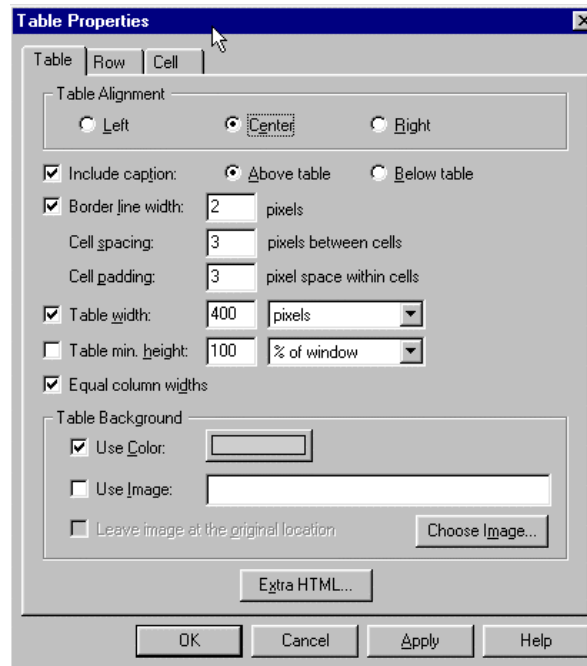 Table Properties
Table Row Cell
Table Alignment
Left Center Right
Include caption: Above table Below table
Border line width: 2 pixels
Cell spacing: 3 pixels between cells
Cell padding: 3 pixel space within cells
Table width: 400 pixels
Table min. height: 100 % of window
Equal column widths
Table Background
Use Color:
Use Image:
Leave image at the original location Choose Image...
Extra HTML...
OK Cancel Apply Help